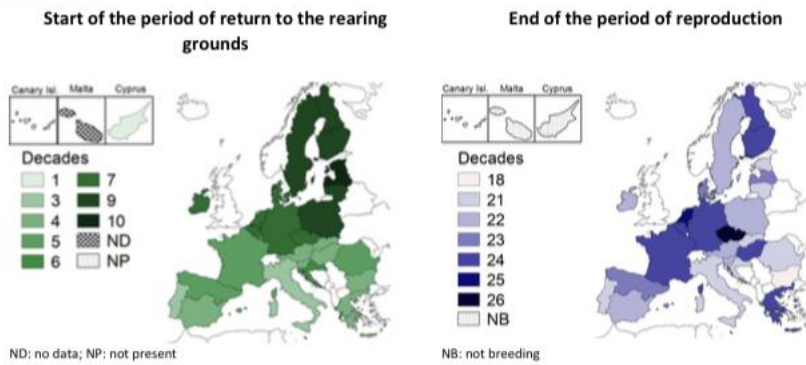 Start of the period of return to the rearing
grounds
Canary Isl. Malta Cyprus
Decades
1 7
3 9
4 10
5 ND
6 NP
ND: no data; NP: not present
End of the period of reproduction
Canary Isl. Malta Cyprus
Decades
18
21
22
23
24
25
26
NB
NB: not breeding